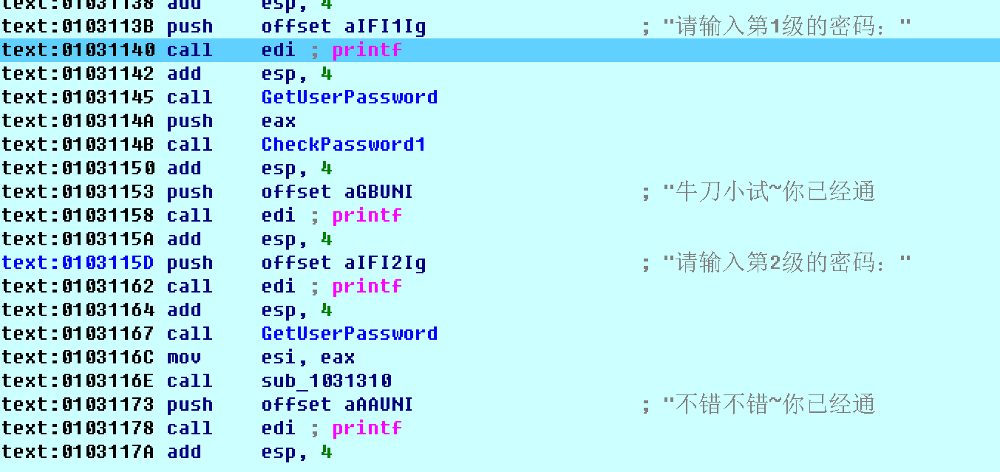 text:01031138 add esp, 4
text:0103113B push offset aIFI1Ig ; "请输入第1级的密码："
text:01031140 call edi ; printf
text:01031142 add esp, 4
text:01031145 call GetUserPassword
text:0103114A push eax
text:0103114B call CheckPassword1
text:01031150 add esp, 4
text:01031153 push offset aGBUNI ; "牛刀小试~你已经通
text:01031158 call edi ; printf
text:0103115A add esp, 4
text:0103115D push offset aIFI2Ig ; "请输入第2级的密码："
text:01031162 call edi ; printf
text:01031164 add esp, 4
text:01031167 call GetUserPassword
text:0103116C mov esi, eax
text:0103116E call sub_1031310
text:01031173 push offset aAAUNI ; "不错不错~你已经通
text:01031178 call edi ; printf
text:0103117A add esp, 4